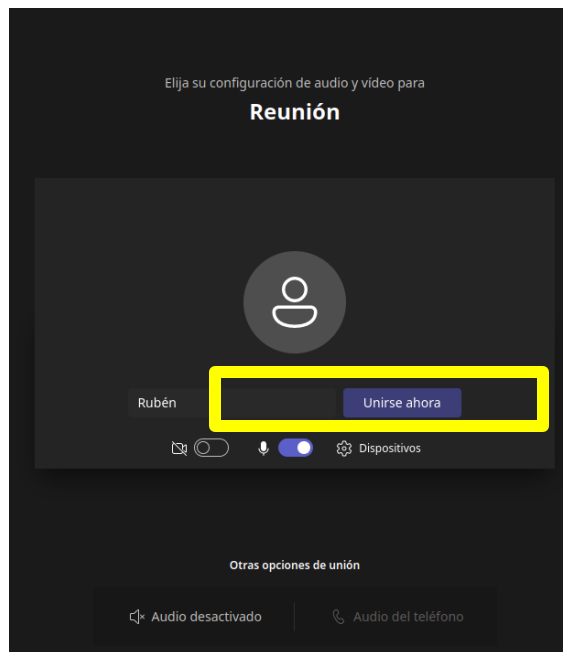 Elija su configuración de audio y vídeo para
Reunión
Rubén Unirse ahora
Dispositivos
Otras opciones de unión
Audio desactivado Audio del teléfono